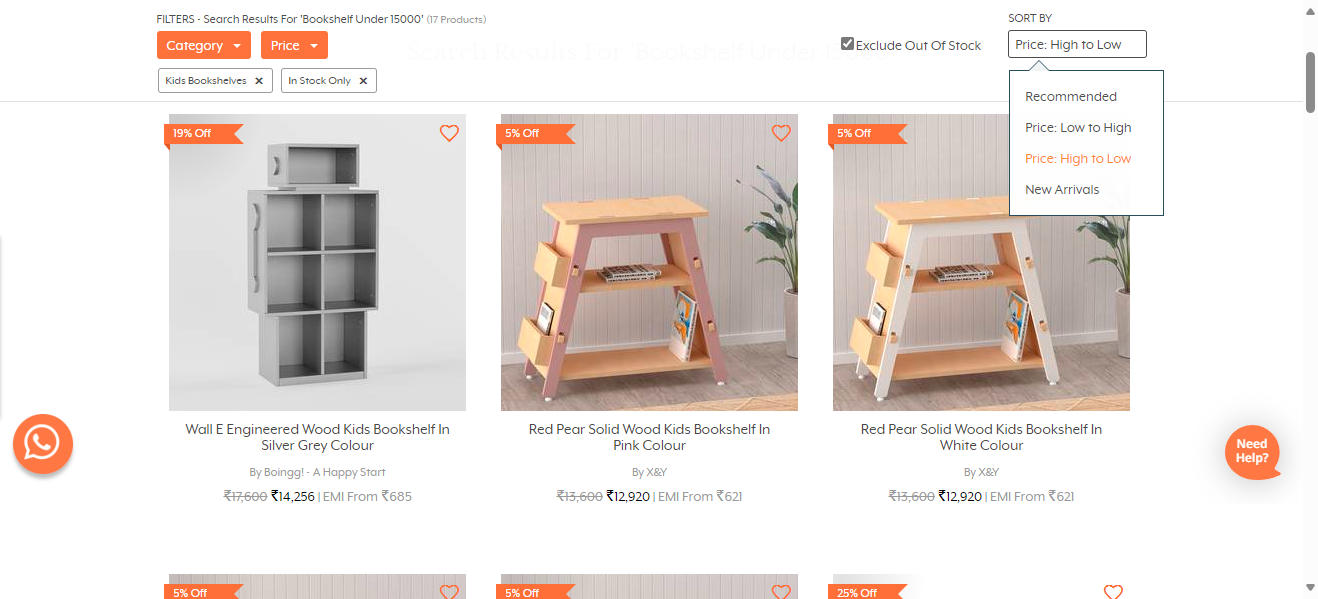 FILTERS - Search Results For 'Bookshelf Under 15000' (17 Products)
SORT BY
Category
Price
Search Results For 'Bookshelf Under 15000'
Exclude Out Of Stock
Price: High to Low
Kids Bookshelves ✕
In Stock Only ✕
Recommended
Price: Low to High
Price: High to Low
New Arrivals
19% Off
5% Off
5% Off
Wall E Engineered Wood Kids Bookshelf In
Silver Grey Colour
By Boingg! - A Happy Start
₹17,600 ₹14,256 | EMI From ₹685
Red Pear Solid Wood Kids Bookshelf In
Pink Colour
By X&Y
₹13,600 ₹12,920 | EMI From ₹621
Red Pear Solid Wood Kids Bookshelf In
White Colour
By X&Y
₹13,600 ₹12,920 | EMI From ₹621
Need
Help?
5% Off
5% Off
25% Off